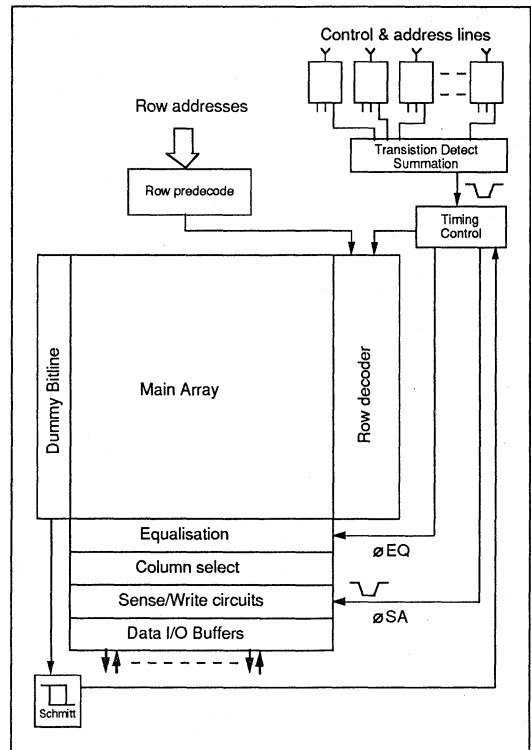 Control & address lines
Row addresses
Transistion Detect
Summation
Row predecode
Timing
Control
Dummy Bitline
Main Array
Row decoder
Equalisation
øEQ
Column select
Sense/Write circuits
øSA
Data I/O Buffers
Schmitt